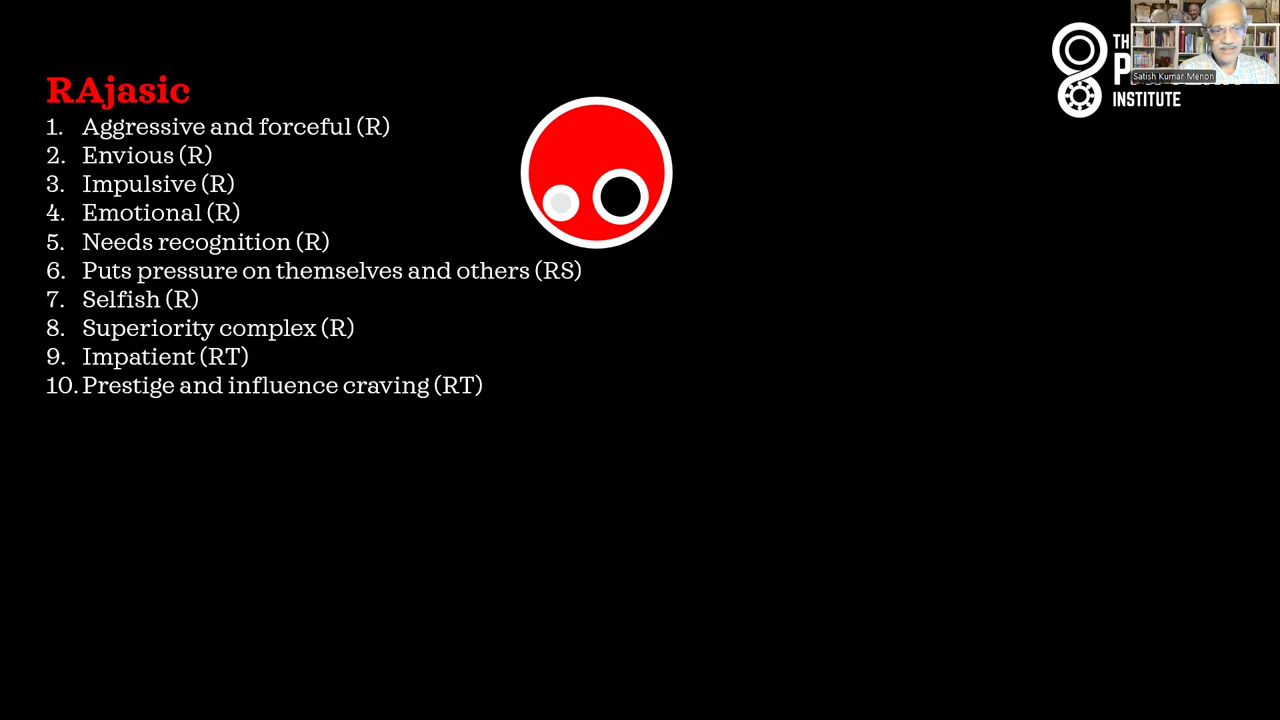 RAjasic
1. Aggressive and forceful (R)
2. Envious (R)
3. Impulsive (R)
4. Emotional (R)
5. Needs recognition (R)
6. Puts pressure on themselves and others (RS)
7. Selfish (R)
8. Superiority complex (R)
9. Impatient (RT)
10. Prestige and influence craving (RT)
INSTITUTE
Satish Kumar Menon